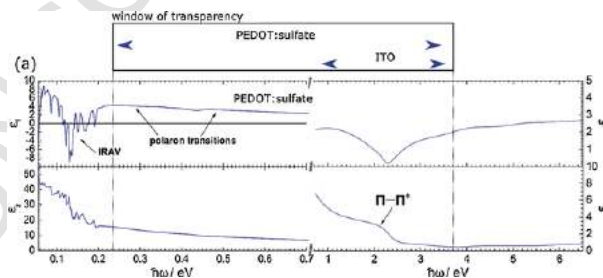 window of transparency
PEDOT:sulfate
ITO
(a)
PEDOT:sulfate
polaron transitions
IRAV
ε₁
10
8
6
4
2
0
2
4
6
8
5
4
3
2
1
10
Π–Π*
ε₂
50
40
30
20
10
0
8
6
4
2
0
0.1 0.2 0.3 0.4 0.5 0.6 0.7 1 2 3 4 5 6
ħω/ eV ħω/ eV